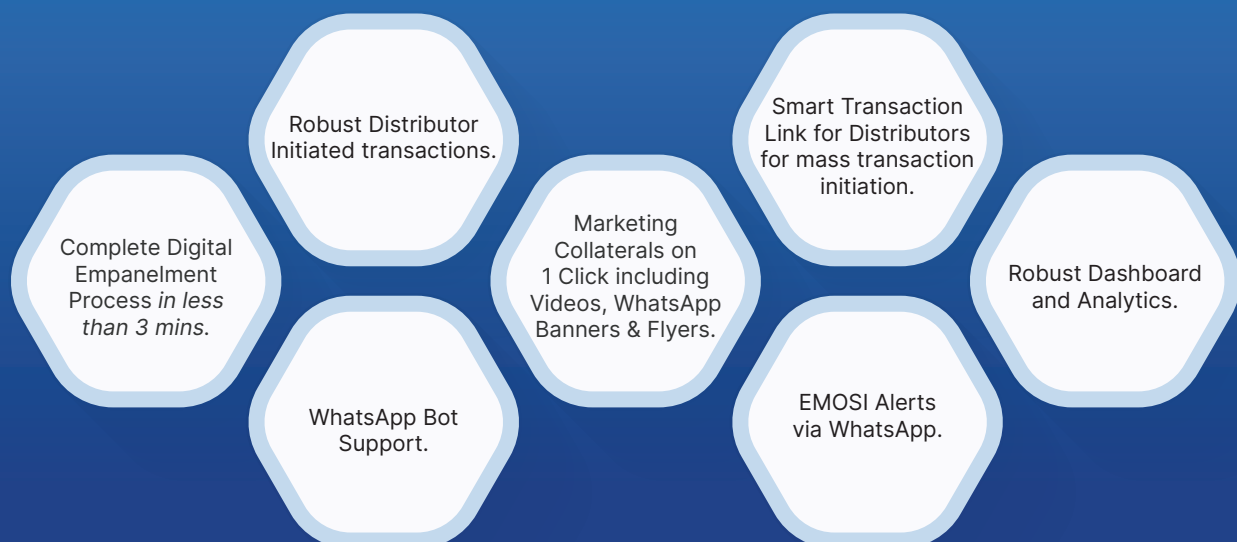 Complete Digital
Empanelment
Process in less
than 3 mins.
Robust Distributor
Initiated transactions.
WhatsApp Bot
Support.
Marketing
Collaterals on
1 Click including
Videos, WhatsApp
Banners & Flyers.
Smart Transaction
Link for Distributors
for mass transaction
initiation.
EMOSI Alerts
via WhatsApp.
Robust Dashboard
and Analytics.